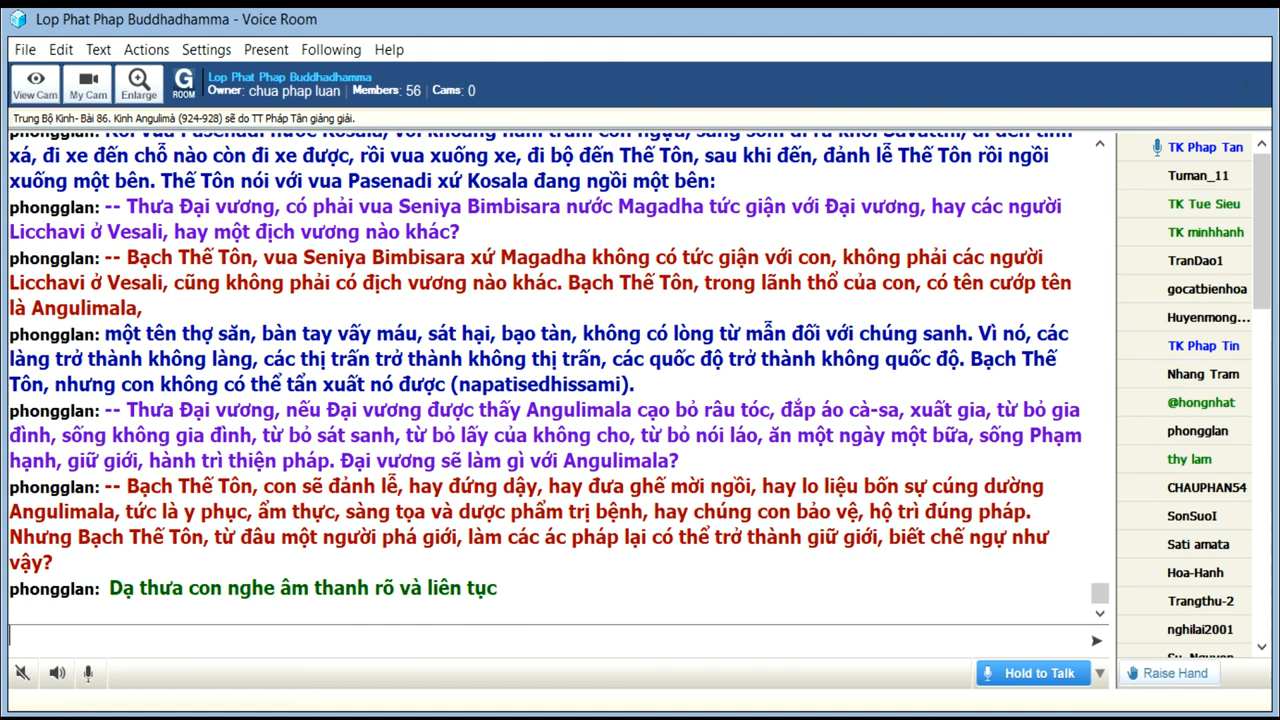 Lop Phat Phap Buddhadhamma - Voice Room
File Edit Text Actions Settings Present Following Help
View Cam My Cam Enlarge G ROOM
Lop Phat Phap Buddhadhamma
Owner: chua phap luan | Members: 56 | Cams: 0
Trung Bộ Kinh- Bài 86. Kinh Angulimà (924-928) sẽ do TT Pháp Tân giảng giải.
xá, đi xe đến chỗ nào còn đi xe được, rồi vua xuống xe, đi bộ đến Thế Tôn, sau khi đến, đảnh lễ Thế Tôn rồi ngồi
xuống một bên. Thế Tôn nói với vua Pasenadi xứ Kosala đang ngồi một bên:
phongglan: -- Thưa Đại vương, có phải vua Seniya Bimbisara nước Magadha tức giận với Đại vương, hay các người
Licchavi ở Vesali, hay một địch vương nào khác?
phongglan: -- Bạch Thế Tôn, vua Seniya Bimbisara xứ Magadha không có tức giận với con, không phải các người
Licchavi ở Vesali, cũng không phải có địch vương nào khác. Bạch Thế Tôn, trong lãnh thổ của con, có tên cướp tên
là Angulimala,
phongglan: một tên thợ săn, bàn tay vấy máu, sát hại, bạo tàn, không có lòng từ mẫn đối với chúng sanh. Vì nó, các
làng trở thành không làng, các thị trấn trở thành không thị trấn, các quốc độ trở thành không quốc độ. Bạch Thế
Tôn, nhưng con không có thể tẩn xuất nó được (napatisedhissami).
phongglan: -- Thưa Đại vương, nếu Đại vương được thấy Angulimala cạo bỏ râu tóc, đắp áo cà-sa, xuất gia, từ bỏ gia
đình, sống không gia đình, từ bỏ sát sanh, từ bỏ lấy của không cho, từ bỏ nói láo, ăn một ngày một bữa, sống Phạm
hạnh, giữ giới, hành trì thiện pháp. Đại vương sẽ làm gì với Angulimala?
phongglan: -- Bạch Thế Tôn, con sẽ đảnh lễ, hay đứng dậy, hay đưa ghế mời ngồi, hay lo liệu bốn sự cúng dường
Angulimala, tức là y phục, ẩm thực, sàng tọa và dược phẩm trị bệnh, hay chúng con bảo vệ, hộ trì đúng pháp.
Nhưng Bạch Thế Tôn, từ đâu một người phá giới, làm các ác pháp lại có thể trở thành giữ giới, biết chế ngự như
vậy?
phongglan: Dạ thưa con nghe âm thanh rõ và liên tục
TK Phap Tan
Tuman_11
TK Tue Sieu
TK minhhanh
TranDao1
gocatbienhoa
Huyenmong...
TK Phap Tin
Nhang Tram
@hongnhat
phongglan
thy lam
CHAUPHAN54
SonSuoI
Sati amata
Hoa-Hanh
Trangthu-2
nghilai2001
Hold to Talk
Raise Hand